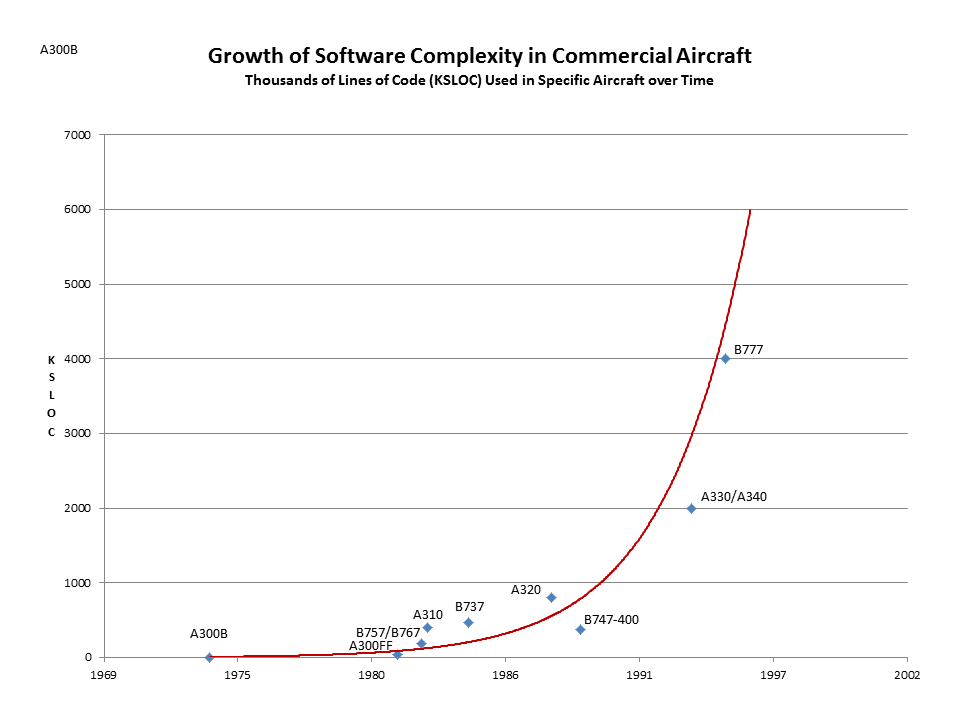 A300B
Growth of Software Complexity in Commercial Aircraft
Thousands of Lines of Code (KSLOC) Used in Specific Aircraft over Time
7000
6000
5000
4000
3000
2000
1000
0
K
S
L
O
C
B777
A330/A340
A320
B747-400
B737
A310
B757/B767
A300FF
A300B
1969
1975
1980
1986
1991
1997
2002